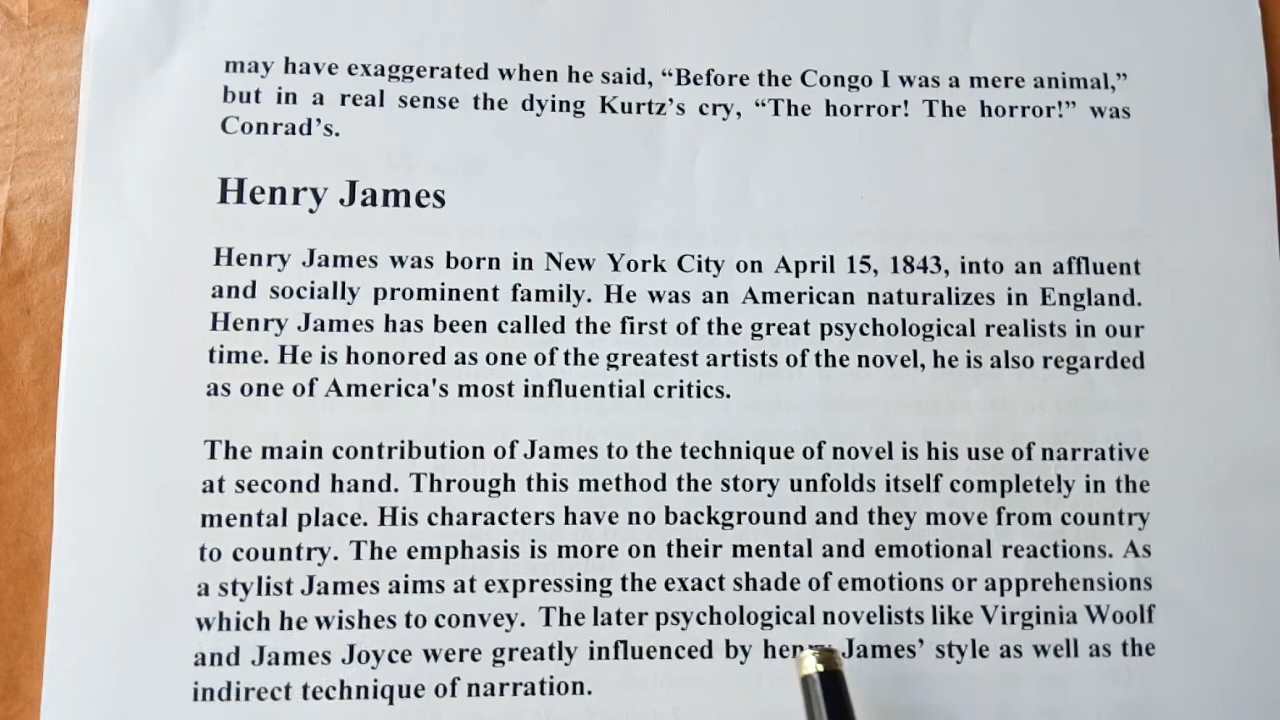 may have exaggerated when he said, “Before the Congo I was a mere animal,”
but in a real sense the dying Kurtz’s cry, “The horror! The horror!” was
Conrad’s.
Henry James
Henry James was born in New York City on April 15, 1843, into an affluent
and socially prominent family. He was an American naturalizes in England.
Henry James has been called the first of the great psychological realists in our
time. He is honored as one of the greatest artists of the novel, he is also regarded
as one of America's most influential critics.
The main contribution of James to the technique of novel is his use of narrative
at second hand. Through this method the story unfolds itself completely in the
mental place. His characters have no background and they move from country
to country. The emphasis is more on their mental and emotional reactions. As
a stylist James aims at expressing the exact shade of emotions or apprehensions
which he wishes to convey. The later psychological novelists like Virginia Woolf
and James Joyce were greatly influenced by henry James’ style as well as the
indirect technique of narration.